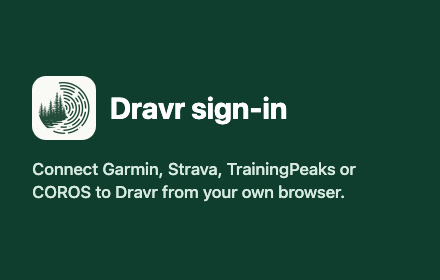 Dravr sign-in
Connect Garmin, Strava, TrainingPeaks or
COROS to Dravr from your own browser.